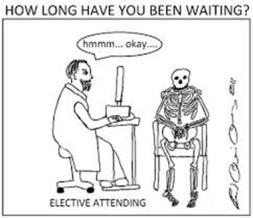 HOW LONG HAVE YOU BEEN WAITING?
hmmm... okay....
ELECTIVE ATTENDING